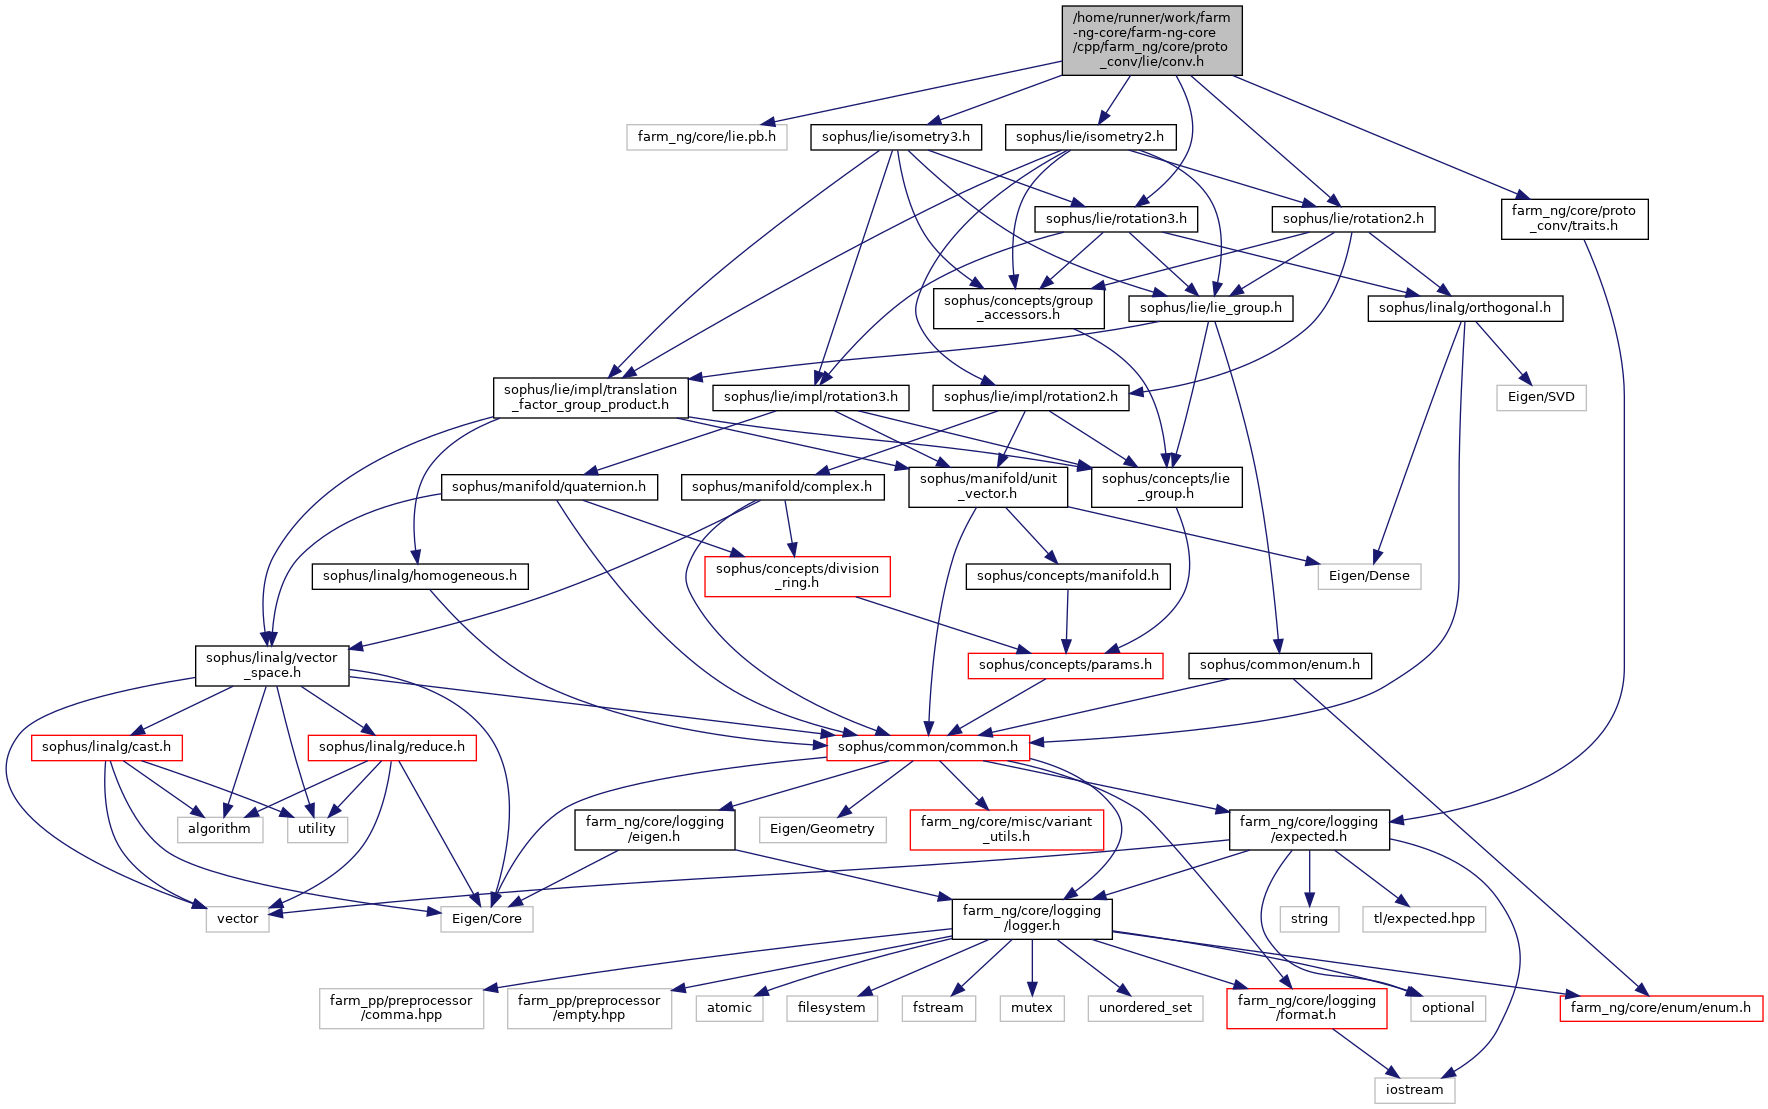 /home/runner/work/farm
-ng-core/farm-ng-core
/cpp/farm_ng/core/proto
_conv/lie/conv.h
farm_ng/core/lie.pb.h
sophus/lie/isometry3.h
sophus/lie/isometry2.h
sophus/lie/rotation3.h
sophus/lie/rotation2.h
farm_ng/core/proto
_conv/traits.h
sophus/concepts/group
_accessors.h
sophus/lie/lie_group.h
sophus/linalg/orthogonal.h
sophus/lie/impl/translation
_factor_group_product.h
sophus/lie/impl/rotation3.h
sophus/lie/impl/rotation2.h
Eigen/SVD
sophus/manifold/quaternion.h
sophus/manifold/complex.h
sophus/manifold/unit
_vector.h
sophus/concepts/lie
_group.h
sophus/linalg/homogeneous.h
sophus/concepts/division
_ring.h
sophus/concepts/manifold.h
Eigen/Dense
sophus/linalg/vector
_space.h
sophus/concepts/params.h
sophus/common/enum.h
sophus/linalg/cast.h
sophus/linalg/reduce.h
sophus/common/common.h
algorithm
utility
farm_ng/core/logging
/eigen.h
Eigen/Geometry
farm_ng/core/misc/variant
_utils.h
farm_ng/core/logging
/expected.h
vector
Eigen/Core
farm_ng/core/logging
/logger.h
string
tl/expected.hpp
farm_pp/preprocessor
/comma.hpp
farm_pp/preprocessor
/empty.hpp
atomic
filesystem
fstream
mutex
unordered_set
farm_ng/core/logging
/format.h
optional
farm_ng/core/enum/enum.h
iostream